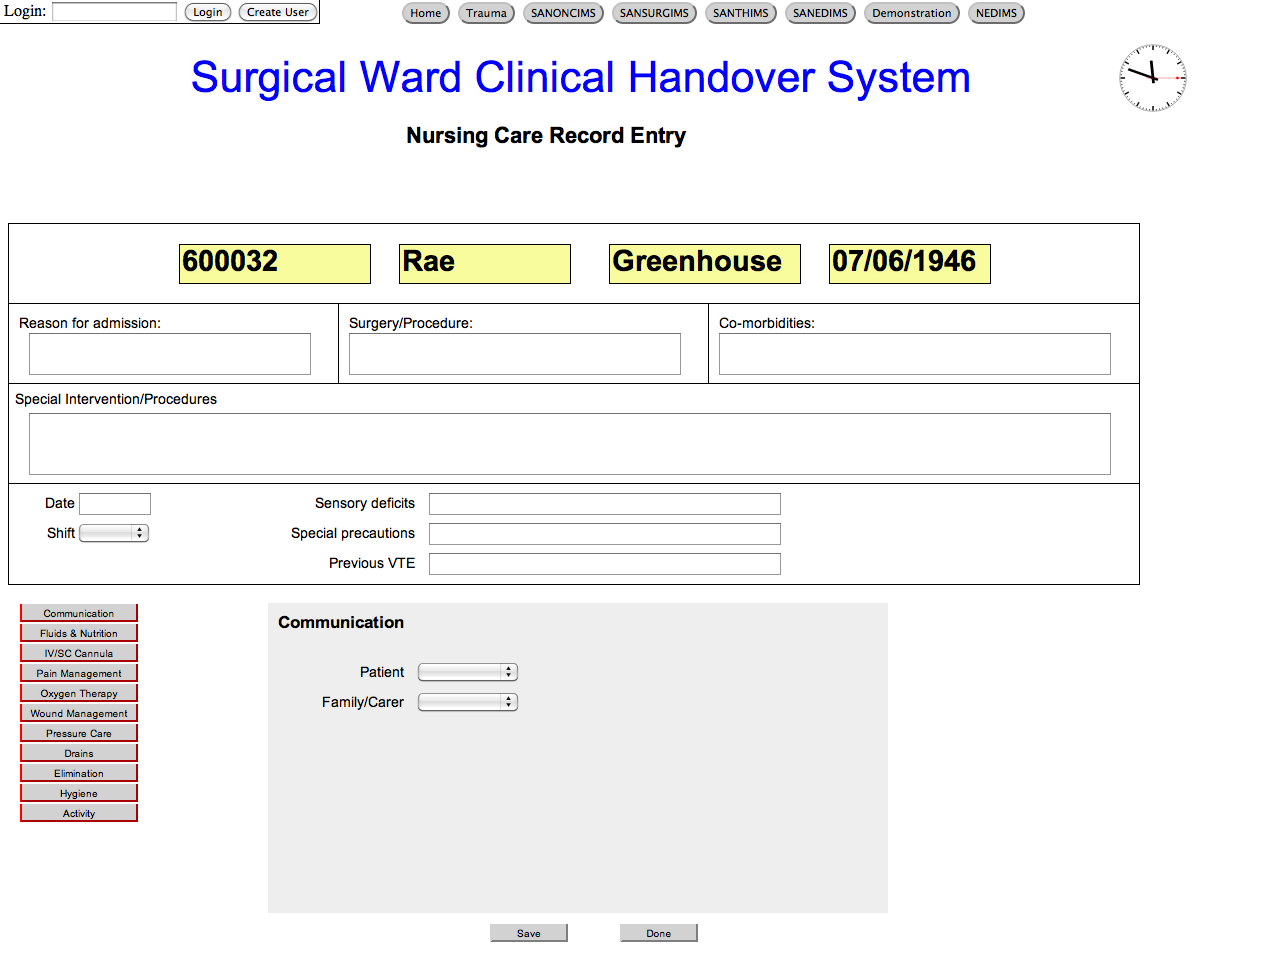 Login: Login Create User Home Trauma SANONCIMS SANSURGIMS SANTHIMS SANEDIMS Demonstration NEDIMS
Surgical Ward Clinical Handover System
Nursing Care Record Entry
600032 Rae Greenhouse 07/06/1946
Reason for admission: Surgery/Procedure: Co-morbidities:
Special Intervention/Procedures
Date Sensory deficits
Shift Special precautions
Previous VTE
Communication
Fluids & Nutrition
IV/SC Cannula
Pain Management
Oxygen Therapy
Wound Management
Pressure Care
Drains
Elimination
Hygiene
Activity
Communication
Patient
Family/Carer
Save Done